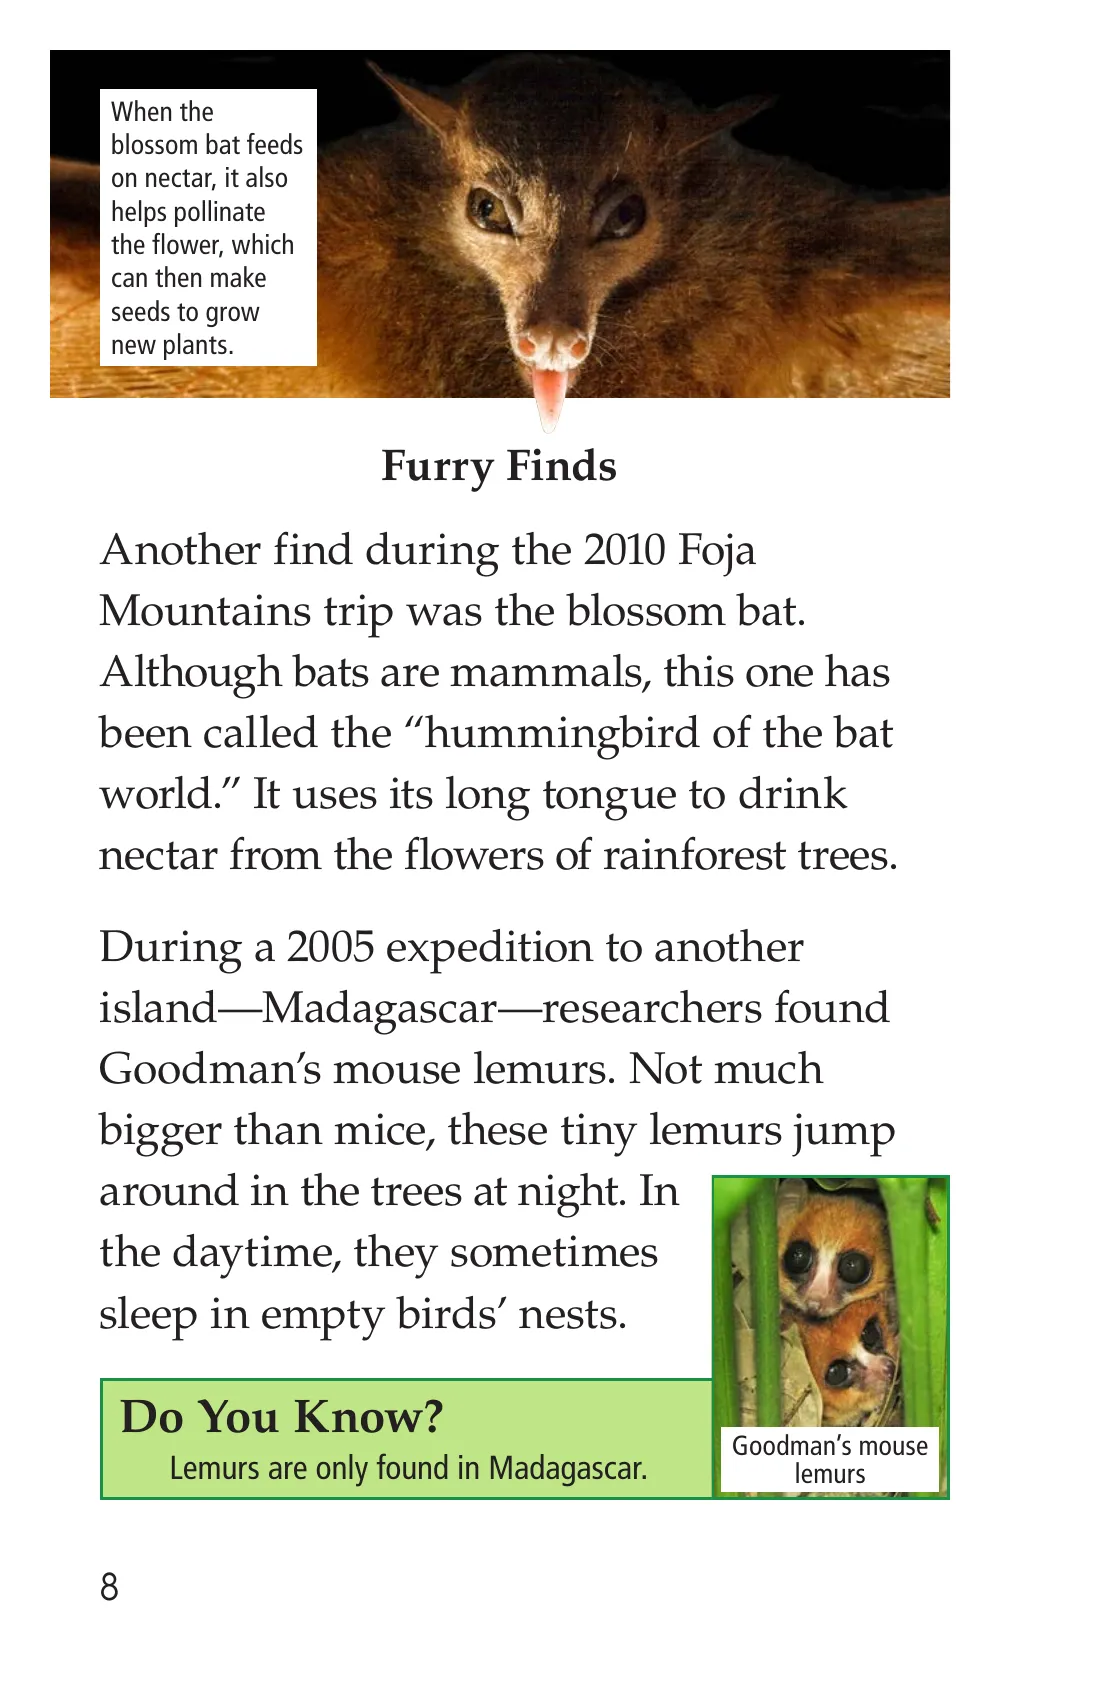 When the
blossom bat feeds
on nectar, it also
helps pollinate
the flower, which
can then make
seeds to grow
new plants.
Furry Finds
Another find during the 2010 Foja
Mountains trip was the blossom bat.
Although bats are mammals, this one has
been called the “hummingbird of the bat
world.” It uses its long tongue to drink
nectar from the flowers of rainforest trees.
During a 2005 expedition to another
island—Madagascar—researchers found
Goodman’s mouse lemurs. Not much
bigger than mice, these tiny lemurs jump
around in the trees at night. In
the daytime, they sometimes
sleep in empty birds’ nests.
Do You Know?
Lemurs are only found in Madagascar.
Goodman’s mouse
lemurs
8